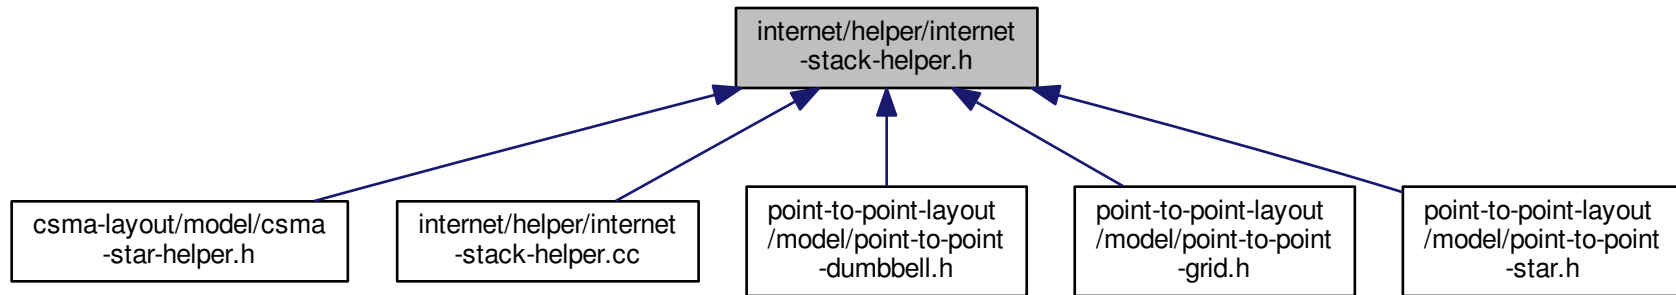 internet/helper/internet
-stack-helper.h
csma-layout/model/csma
-star-helper.h
internet/helper/internet
-stack-helper.cc
point-to-point-layout
/model/point-to-point
-dumbbell.h
point-to-point-layout
/model/point-to-point
-grid.h
point-to-point-layout
/model/point-to-point
-star.h